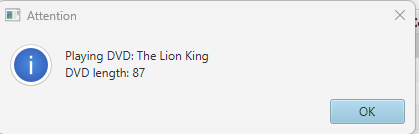 Attention
Playing DVD: The Lion King
DVD length: 87
OK